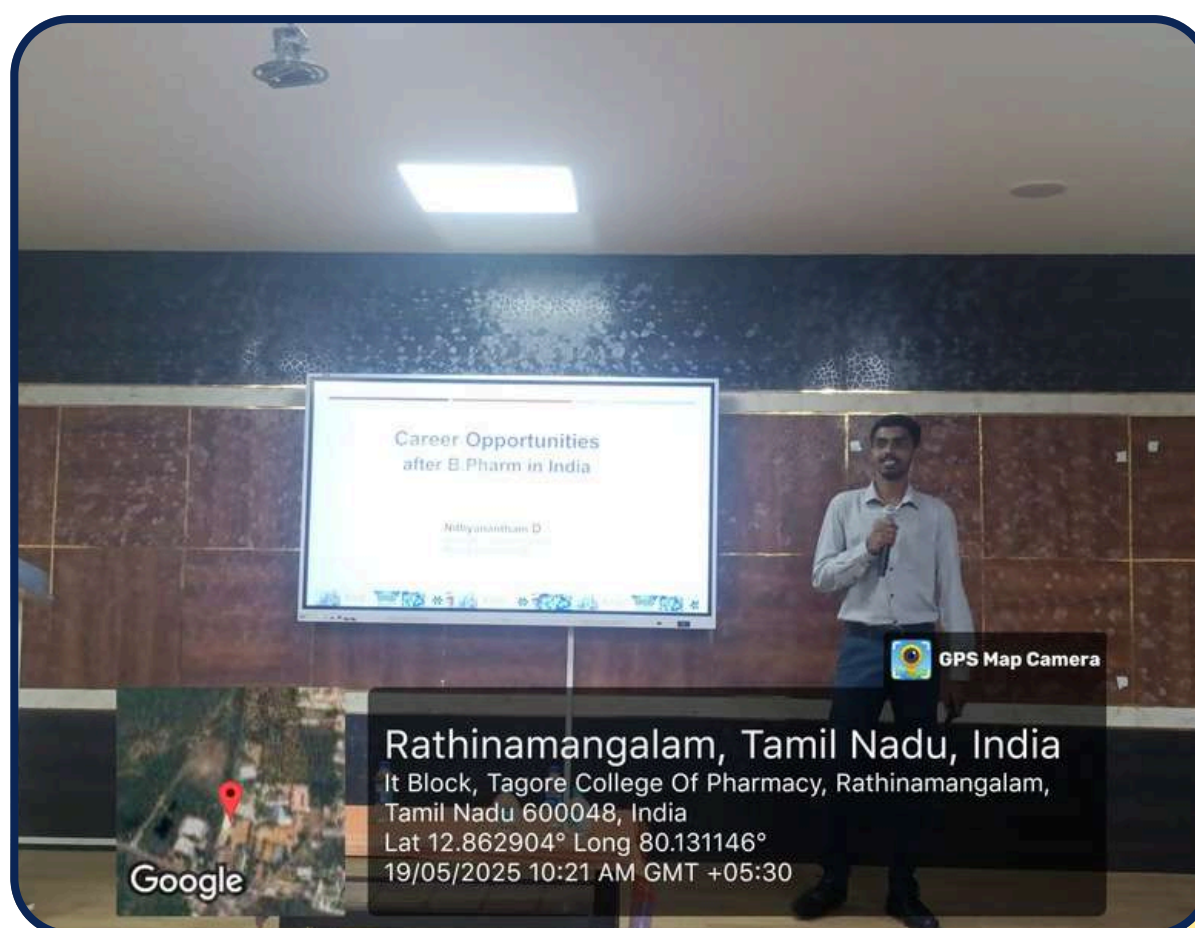 Career Opportunities
after B.Pharm in India
Nithyanantham D
GPS Map Camera
Rathinamangalam, Tamil Nadu, India
It Block, Tagore College Of Pharmacy, Rathinamangalam,
Tamil Nadu 600048, India
Lat 12.862904° Long 80.131146°
19/05/2025 10:21 AM GMT +05:30
Google